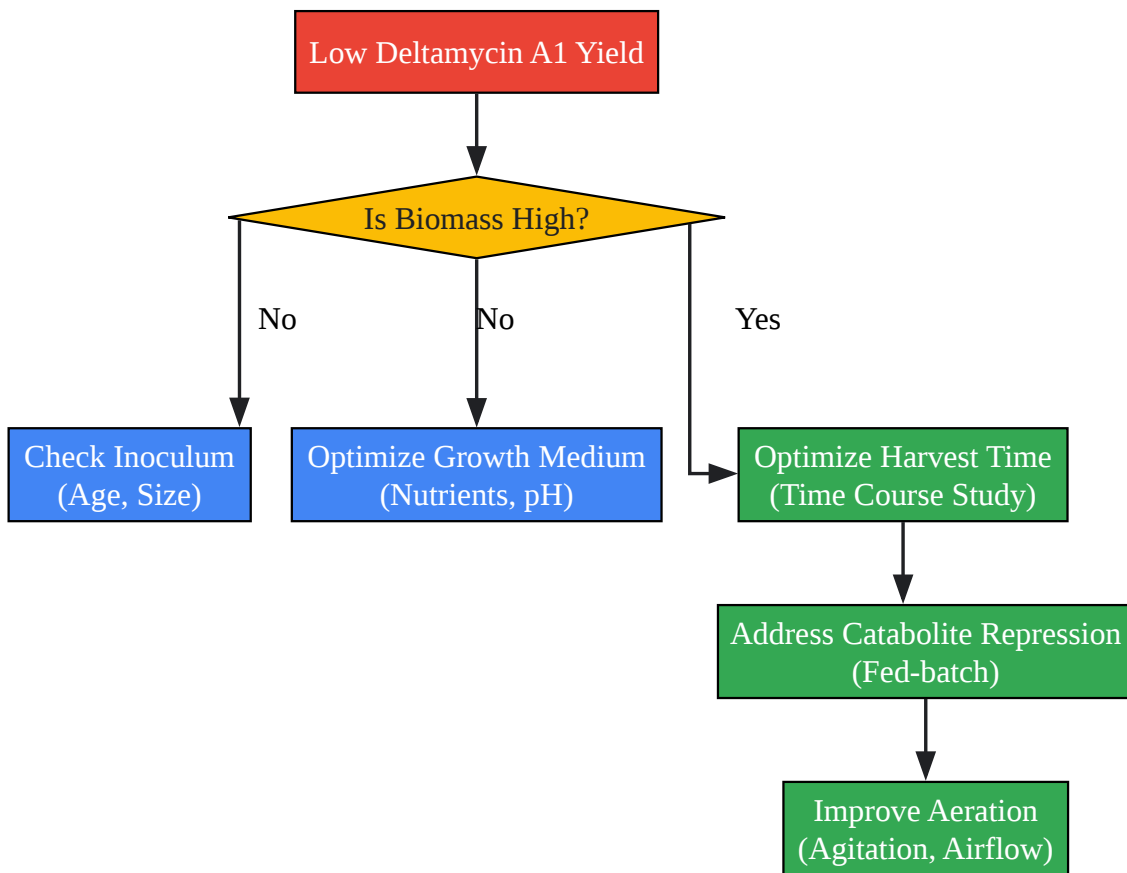 Low Deltamycin A1 Yield
Is Biomass High?
No
No
Yes
Check Inoculum
(Age, Size)
Optimize Growth Medium
(Nutrients, pH)
Optimize Harvest Time
(Time Course Study)
Address Catabolite Repression
(Fed-batch)
Improve Aeration
(Agitation, Airflow)